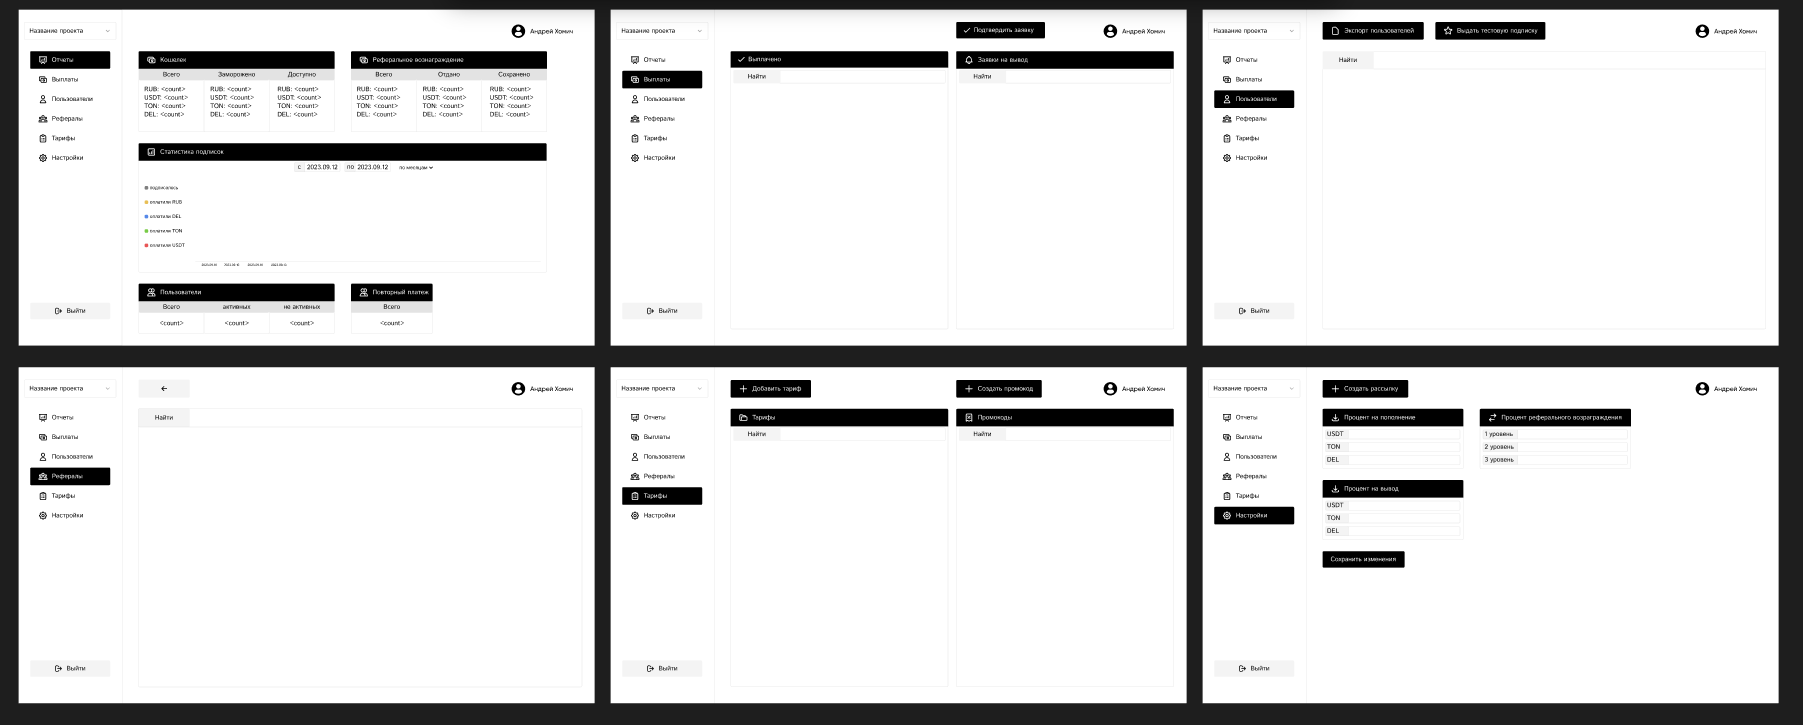 Название проекта
Андрей Хомич
Отчеты
Выплаты
Пользователи
Рефералы
Тарифы
Настройки
Выйти
Кошелек
Всего Заморожено Доступно
RUB: <count> RUB: <count> RUB: <count>
USDT: <count> USDT: <count> USDT: <count>
TON: <count> TON: <count> TON: <count>
DEL: <count> DEL: <count> DEL: <count>
Реферальное вознаграждение
Всего Отдано Сохранено
RUB: <count> RUB: <count> RUB: <count>
USDT: <count> USDT: <count> USDT: <count>
TON: <count> TON: <count> TON: <count>
DEL: <count> DEL: <count> DEL: <count>
Статистика подписок
с 2023.09.12 по 2023.09.12 по месяцам
подписалось
оплатили RUB
оплатили DEL
оплатили TON
оплатили USDT
Пользователи
Всего активных не активных
<count> <count> <count>
Повторный платеж
Всего
<count>
Название проекта
Подтвердить заявку
Андрей Хомич
Отчеты
Выплаты
Пользователи
Рефералы
Тарифы
Настройки
Выйти
Выплачено
Найти
Заявки на вывод
Найти
Название проекта
Экспорт пользователей
Выдать тестовую подписку
Андрей Хомич
Отчеты
Выплаты
Пользователи
Рефералы
Тарифы
Настройки
Выйти
Найти
Название проекта
Андрей Хомич
Отчеты
Выплаты
Пользователи
Рефералы
Тарифы
Настройки
Выйти
Найти
Название проекта
Добавить тариф
Создать промокод
Андрей Хомич
Отчеты
Выплаты
Пользователи
Рефералы
Тарифы
Настройки
Выйти
Тарифы
Найти
Промокоды
Найти
Название проекта
Создать рассылку
Андрей Хомич
Отчеты
Выплаты
Пользователи
Рефералы
Тарифы
Настройки
Выйти
Процент на пополнение
USDT
TON
DEL
Процент реферального возраграждения
1 уровень
2 уровень
3 уровень
Процент на вывод
USDT
TON
DEL
Сохранить изменения